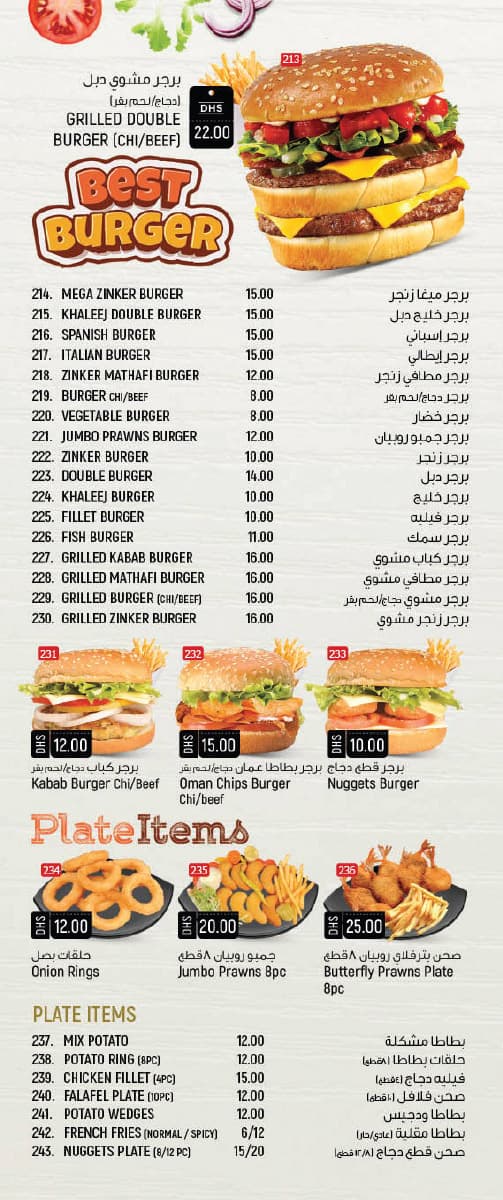 213
برجر مشوي دبل
(دجاج/لحم بقر)
GRILLED DOUBLE
BURGER (CHI/BEEF)
DHS
22.00
BEST
BURGER
214. MEGA ZINKER BURGER 15.00 برجر ميغا زنجر
215. KHALEEJ DOUBLE BURGER 15.00 برجر خليج دبل
216. SPANISH BURGER 15.00 برجر إسباني
217. ITALIAN BURGER 15.00 برجر إيطالي
218. ZINKER MATHAFI BURGER 12.00 برجر مطافي زنجر
219. BURGER CHI/BEEF 8.00 برجر دجاج/لحم بقر
220. VEGETABLE BURGER 8.00 برجر خضار
221. JUMBO PRAWNS BURGER 12.00 برجر جمبو روبيان
222. ZINKER BURGER 10.00 برجر زنجر
223. DOUBLE BURGER 14.00 برجر دبل
224. KHALEEJ BURGER 10.00 برجر خليج
225. FILLET BURGER 10.00 برجر فيليه
226. FISH BURGER 11.00 برجر سمك
227. GRILLED KABAB BURGER 16.00 برجر كباب مشوي
228. GRILLED MATHAFI BURGER 16.00 برجر مطافي مشوي
229. GRILLED BURGER (CHI/BEEF) 16.00 برجر مشوي دجاج/لحم بقر
230. GRILLED ZINKER BURGER 16.00 برجر زنجر مشوي
231 232 233
DHS 12.00 DHS 15.00 DHS 10.00
برجر كباب دجاج/لحم بقر
Kabab Burger Chi/Beef
برجر بطاطا عمان دجاج/لحم بقر
Oman Chips Burger
Chi/beef
برجر قطع دجاج
Nuggets Burger
Plate Items
234 235 236
DHS 12.00 DHS 20.00 DHS 25.00
حلقات بصل
Onion Rings
جمبو روبيان ٨ قطع
Jumbo Prawns 8pc
صحن بترفلاي روبيان ٨ قطع
Butterfly Prawns Plate
8pc
PLATE ITEMS
237. MIX POTATO 12.00 بطاطا مشكلة
238. POTATO RING (8PC) 12.00 حلقات بطاطا (٨ قطع)
239. CHICKEN FILLET (4PC) 15.00 فيليه دجاج (٤ قطع)
240. FALAFEL PLATE (10PC) 12.00 صحن فلافل (١٠ قطع)
241. POTATO WEDGES 12.00 بطاطا ودجيس
242. FRENCH FRIES (NORMAL / SPICY) 6/12 بطاطا مقلية (عادي/حار)
243. NUGGETS PLATE (8/12 PC) 15/20 صحن قطع دجاج (١٢/٨ قطع)